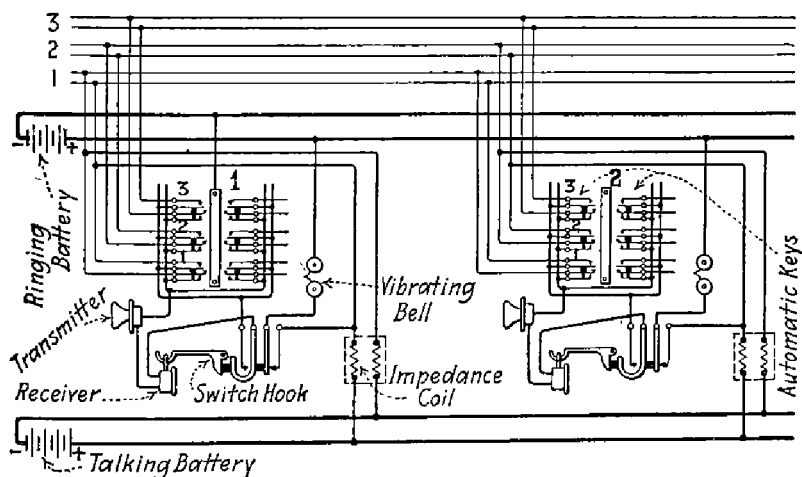 3
2
1
-
+
Ringing
Battery
3 1
2
1
3 2
2
1
Vibrating
Bell
Automatic Keys
Transmitter
Receiver
Switch Hook
Impedance
Coil
-
+
Talking Battery